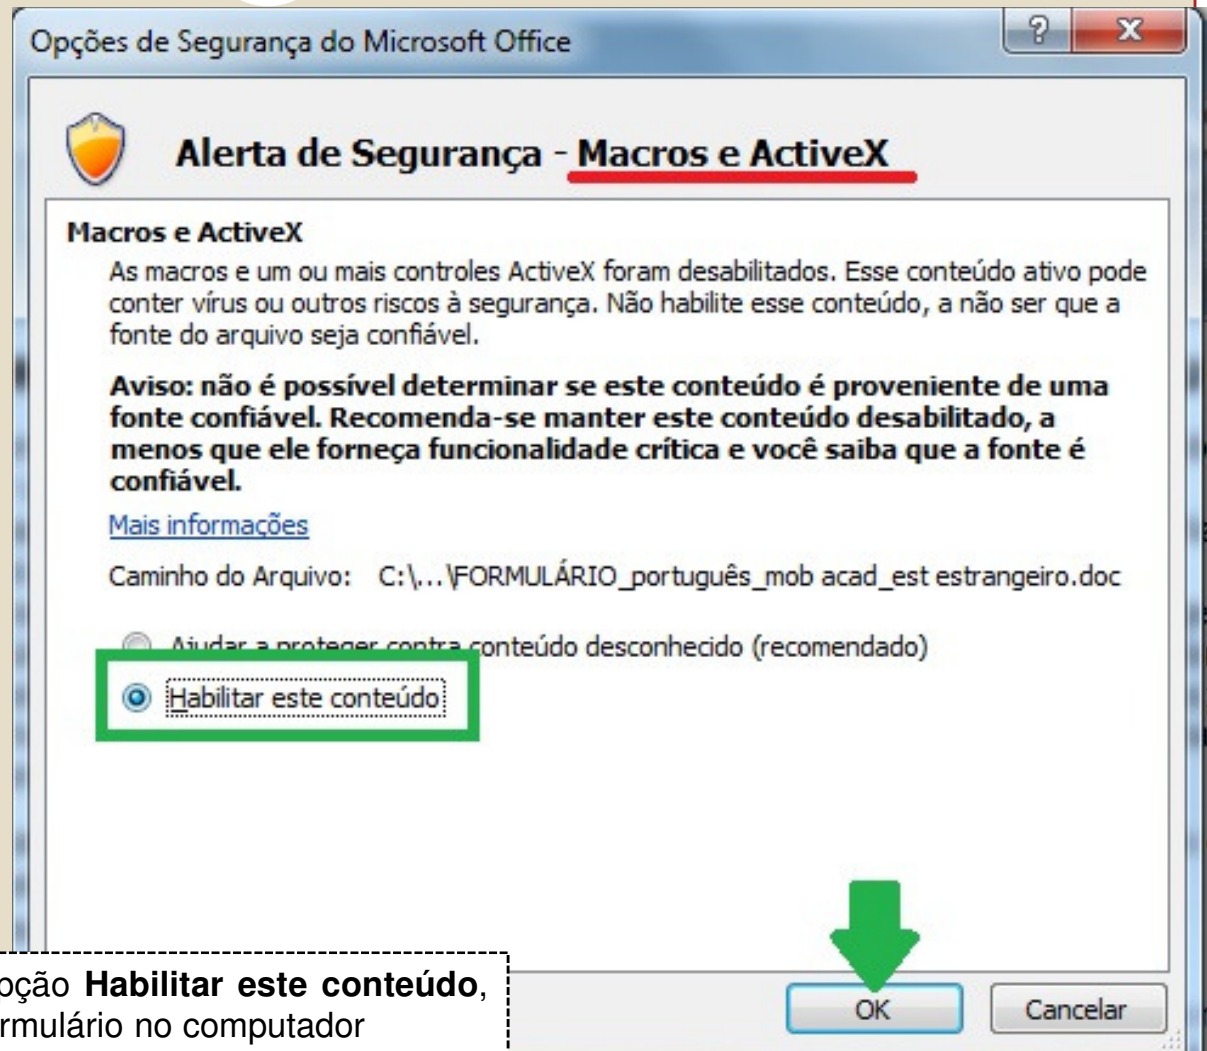 Opções de Segurança do Microsoft Office
Alerta de Segurança - Macros e ActiveX
Macros e ActiveX
As macros e um ou mais controles ActiveX foram desabilitados. Esse conteúdo ativo pode
conter vírus ou outros riscos à segurança. Não habilite esse conteúdo, a não ser que a
fonte do arquivo seja confiável.
Aviso: não é possível determinar se este conteúdo é proveniente de uma
fonte confiável. Recomenda-se manter este conteúdo desabilitado, a
menos que ele forneça funcionalidade crítica e você saiba que a fonte é
confiável.
Mais informações
Caminho do Arquivo: C:\...\FORMULÁRIO_português_mob acad_est estrangeiro.doc
Ajudar a proteger contra conteúdo desconhecido (recomendado)
Habilitar este conteúdo
Habilitar este conteúdo,
no computador
OK
Cancelar